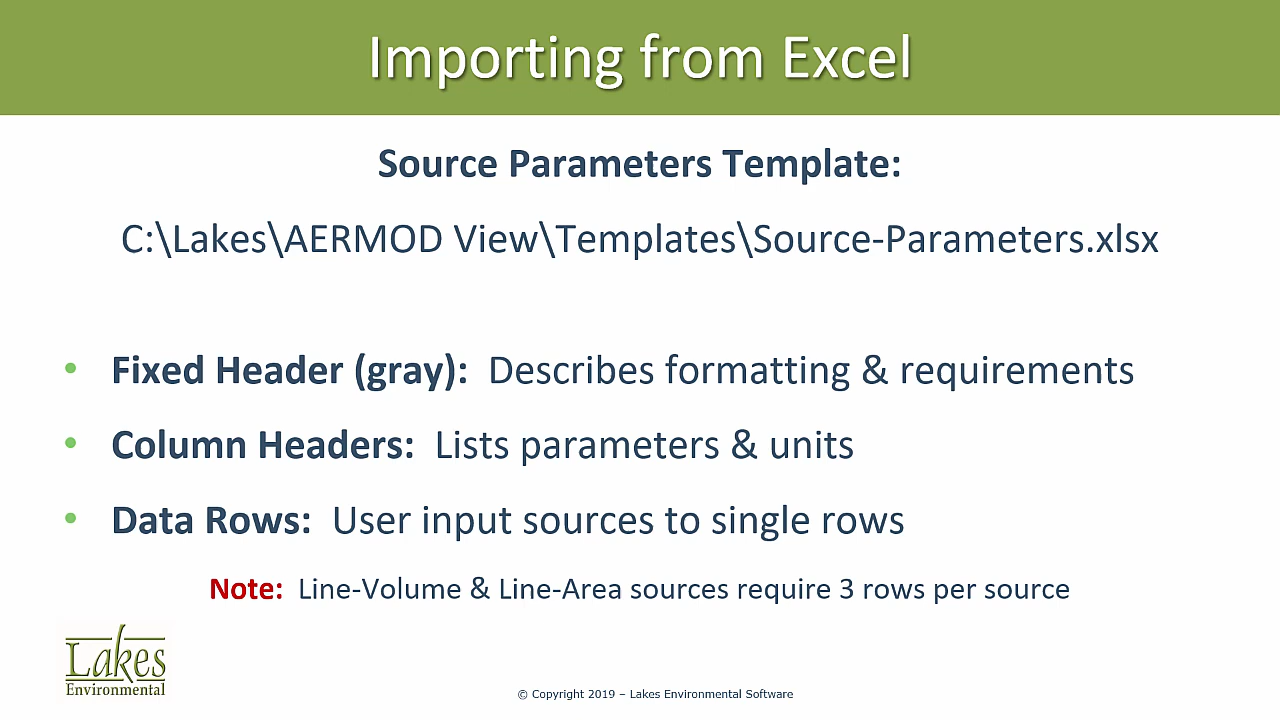 Importing from Excel
Source Parameters Template:
C:\Lakes\AERMOD View\Templates\Source-Parameters.xlsx
• Fixed Header (gray): Describes formatting & requirements
• Column Headers: Lists parameters & units
• Data Rows: User input sources to single rows
Note: Line-Volume & Line-Area sources require 3 rows per source
Lakes
Environmental
© Copyright 2019 – Lakes Environmental Software